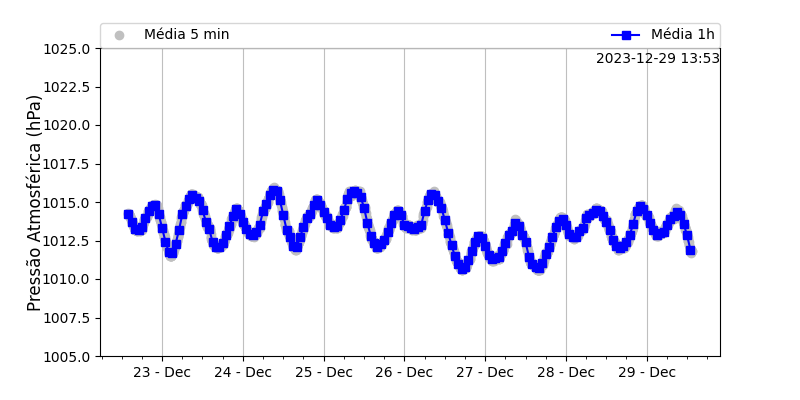 Média 5 min
Média 1h
2023-12-29 13:53
Pressão Atmosférica (hPa)
1025.0
1022.5
1020.0
1017.5
1015.0
1012.5
1010.0
1007.5
1005.0
23 - Dec
24 - Dec
25 - Dec
26 - Dec
27 - Dec
28 - Dec
29 - Dec